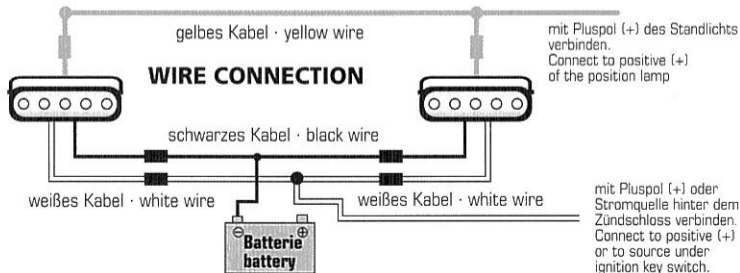 gelbes Kabel · yellow wire
mit Pluspol (+) des Standlichts
verbinden.
Connect to positive (+)
of the position lamp
WIRE CONNECTION
schwarzes Kabel · black wire
weißes Kabel · white wire
weißes Kabel · white wire
mit Pluspol (+) oder
Stromquelle hinter dem
Zündschloss verbinden.
Connect to positive (+)
or to source under
ignition key switch.
⊖ ⊕
Batterie
battery